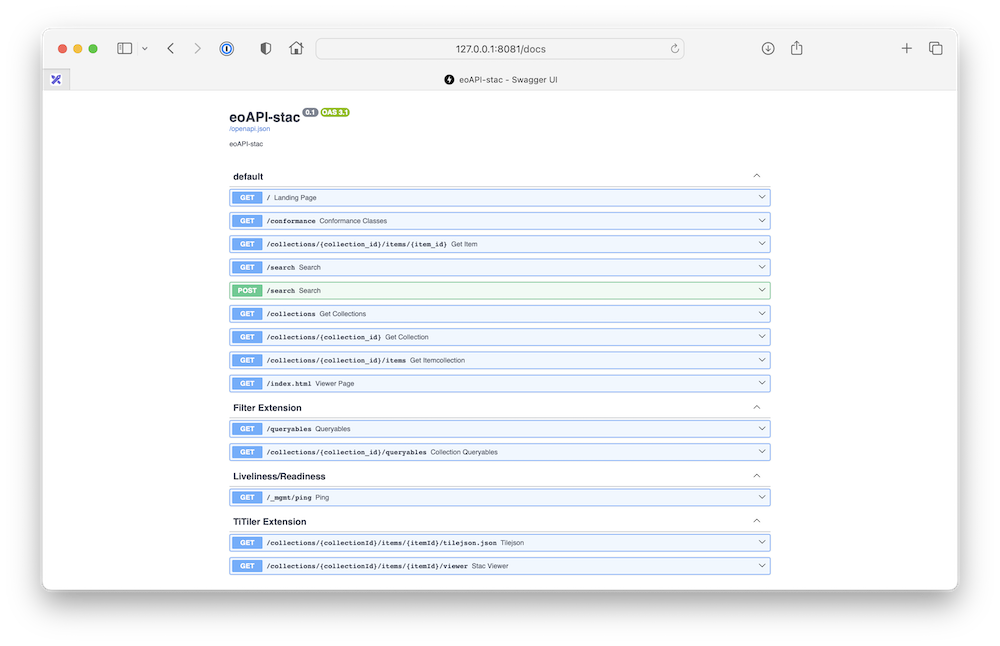 127.0.0.1:8081/docs
eoAPI-stac - Swagger UI
eoAPI-stac 0.1 OAS 3.1
/openapi.json
eoAPI-stac
default
GET / Landing Page
GET /conformance Conformance Classes
GET /collections/{collection_id}/items/{item_id} Get Item
GET /search Search
POST /search Search
GET /collections Get Collections
GET /collections/{collection_id} Get Collection
GET /collections/{collection_id}/items Get Itemcollection
GET /index.html Viewer Page
Filter Extension
GET /queryables Queryables
GET /collections/{collection_id}/queryables Collection Queryables
Liveliness/Readiness
GET /_mgmt/ping Ping
TiTiler Extension
GET /collections/{collectionId}/items/{itemId}/tilejson.json Tilejson
GET /collections/{collectionId}/items/{itemId}/viewer Stac Viewer